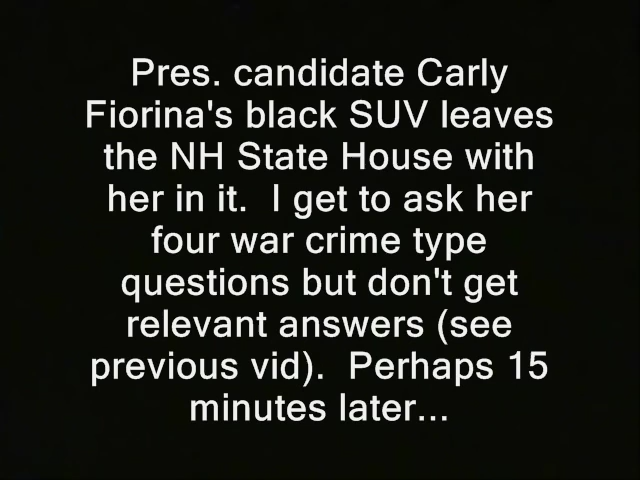 Pres. candidate Carly
Fiorina's black SUV leaves
the NH State House with
her in it.  I get to ask her
four war crime type
questions but don't get
relevant answers (see
previous vid).  Perhaps 15
minutes later...